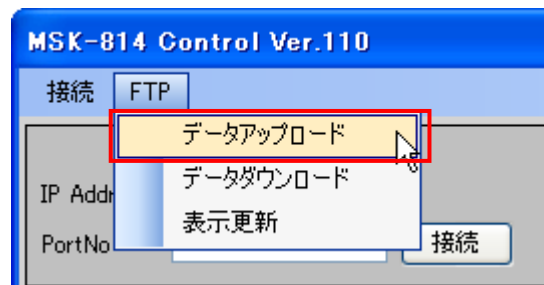 MSK-814 Control Ver.110
接続 FTP
データアップロード
データダウンロード
IP Addr
表示更新
PortNo 接続